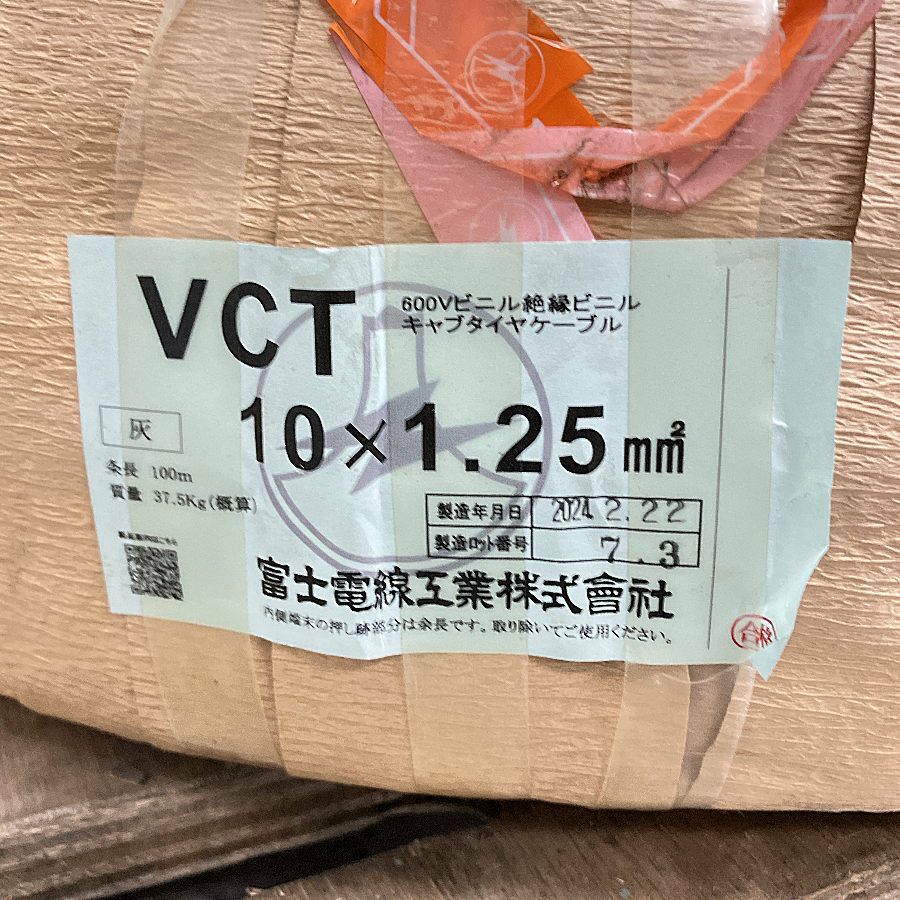 VCT
600Vビニル絶縁ビニル
キャブタイヤケーブル
灰
10×1.25㎟
条長 100m
質量 37.5Kg(概算)
製造年月日 2024.2.22
製造ロット番号 7.3
富士電線工業株式會社
内側端末の押し跡部分は余長です。取り除いてご使用ください。
合格